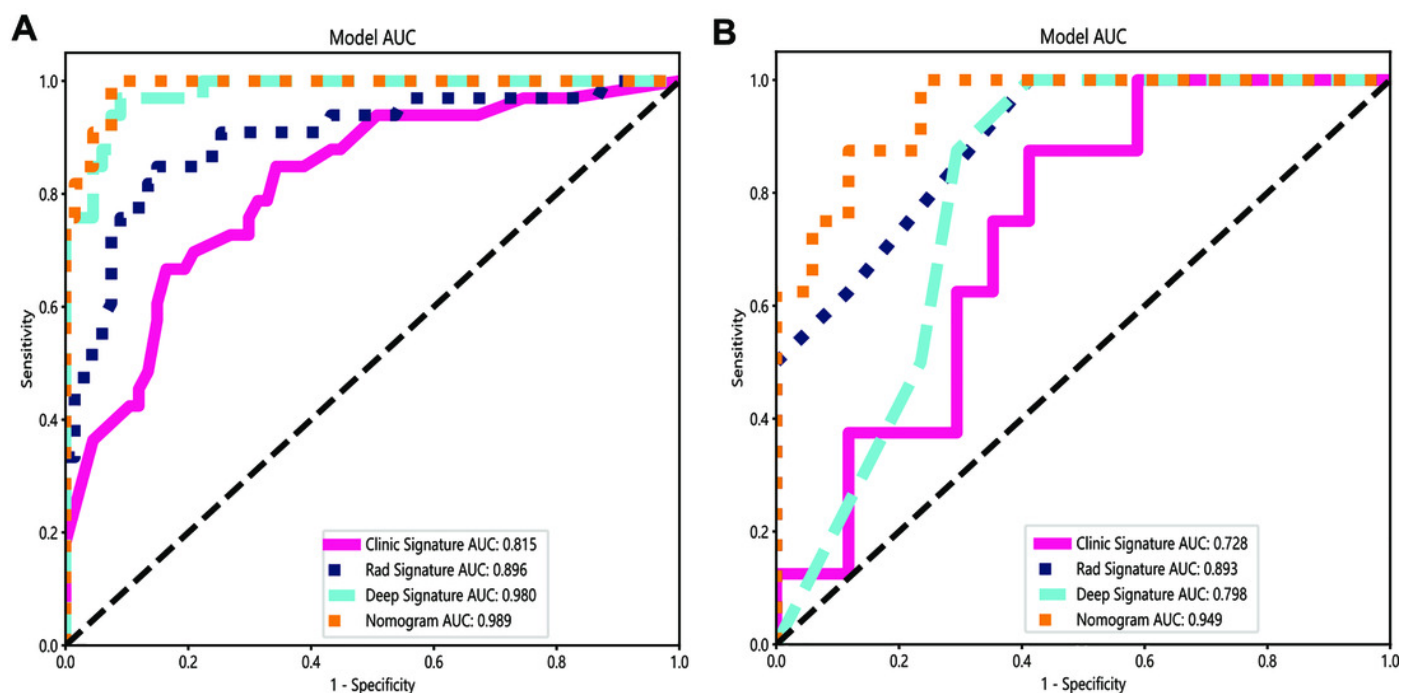 A
Model AUC
1.0
0.8
0.6
0.4
0.2
0.0
Sensitivity
Clinic Signature AUC: 0.815
Rad Signature AUC: 0.896
Deep Signature AUC: 0.980
Nomogram AUC: 0.989
0.0 0.2 0.4 0.6 0.8 1.0
1 - Specificity
B
Model AUC
1.0
0.8
0.6
0.4
0.2
0.0
Sensitivity
Clinic Signature AUC: 0.728
Rad Signature AUC: 0.893
Deep Signature AUC: 0.798
Nomogram AUC: 0.949
0.0 0.2 0.4 0.6 0.8 1.0
1 - Specificity